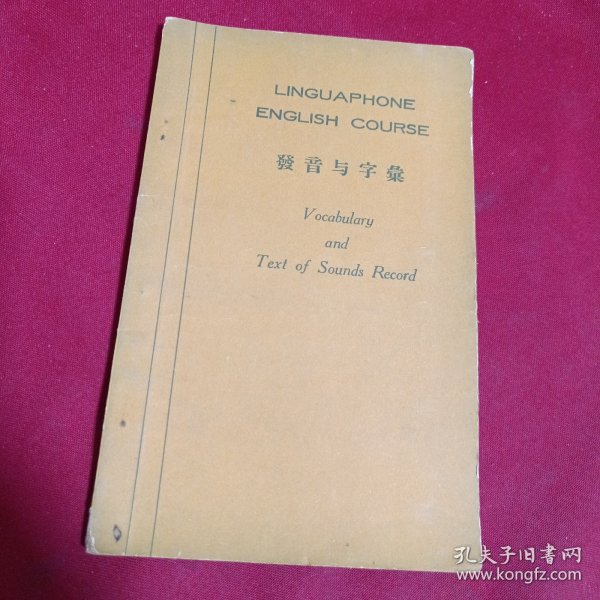 LINGUAPHONE
ENGLISH COURSE
發音与字彙
Vocabulary
and
Text of Sounds Record
孔夫子旧书网
www.kongfz.com